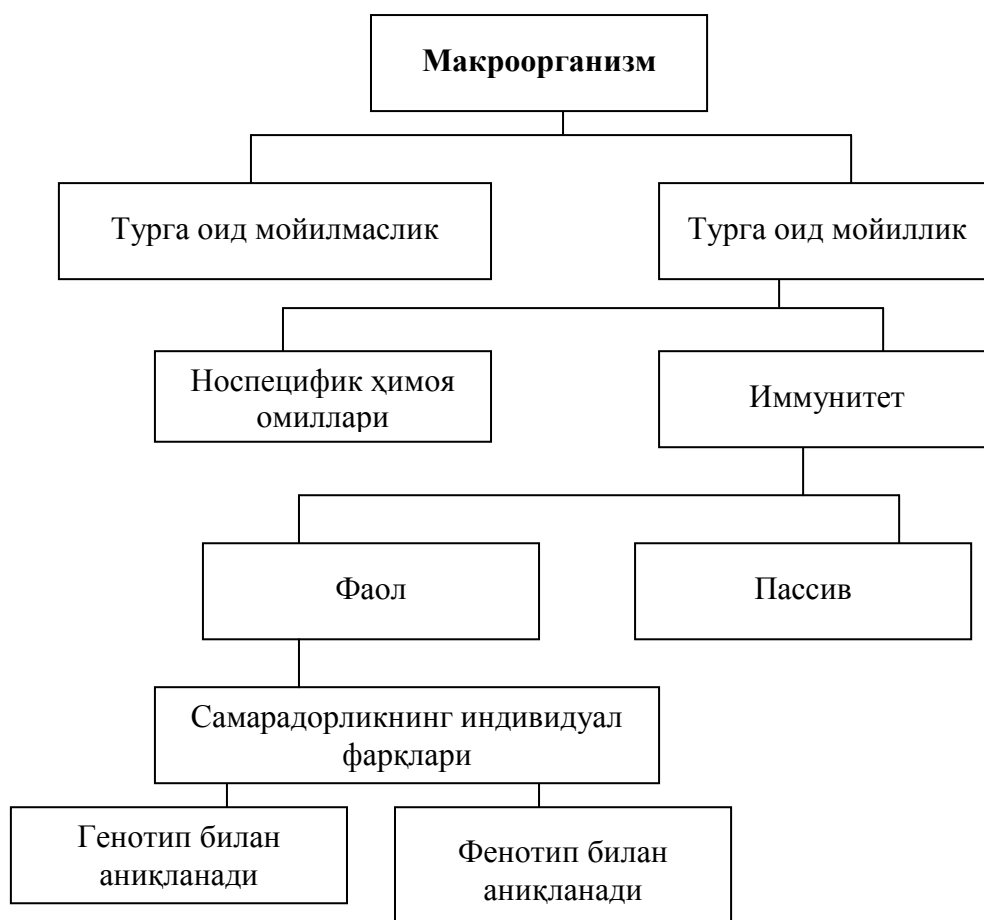 Макроорганизм
Турга оид мойилмаслик
Турга оид мойиллик
Носпецифик ҳимоя
омиллари
Иммунитет
Фаол
Пассив
Самарадорликнинг индивидуал
фарқлари
Генотип билан
аниқланади
Фенотип билан
аниқланади